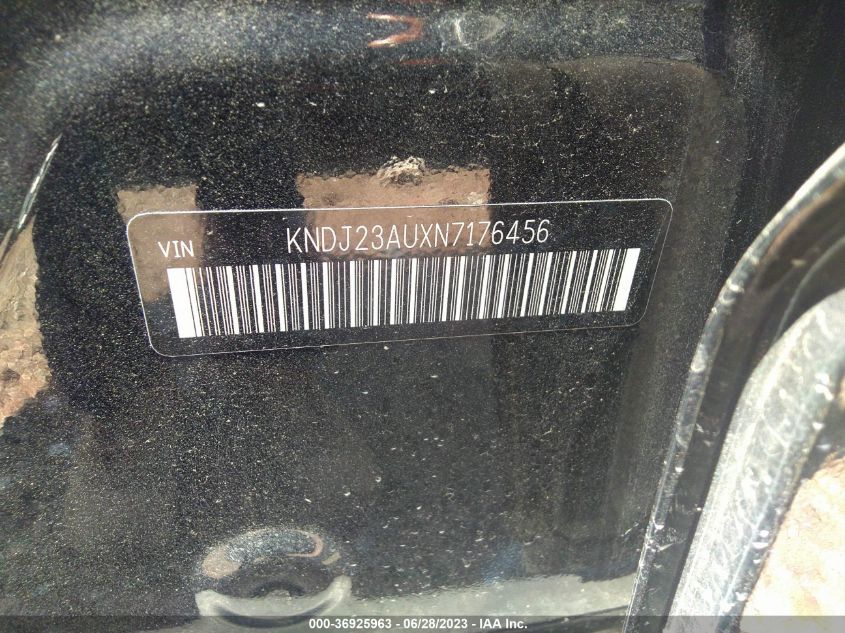 VIN KNDJ23AUXN7176456
000-36925963 - 06/28/2023 - IAA Inc.